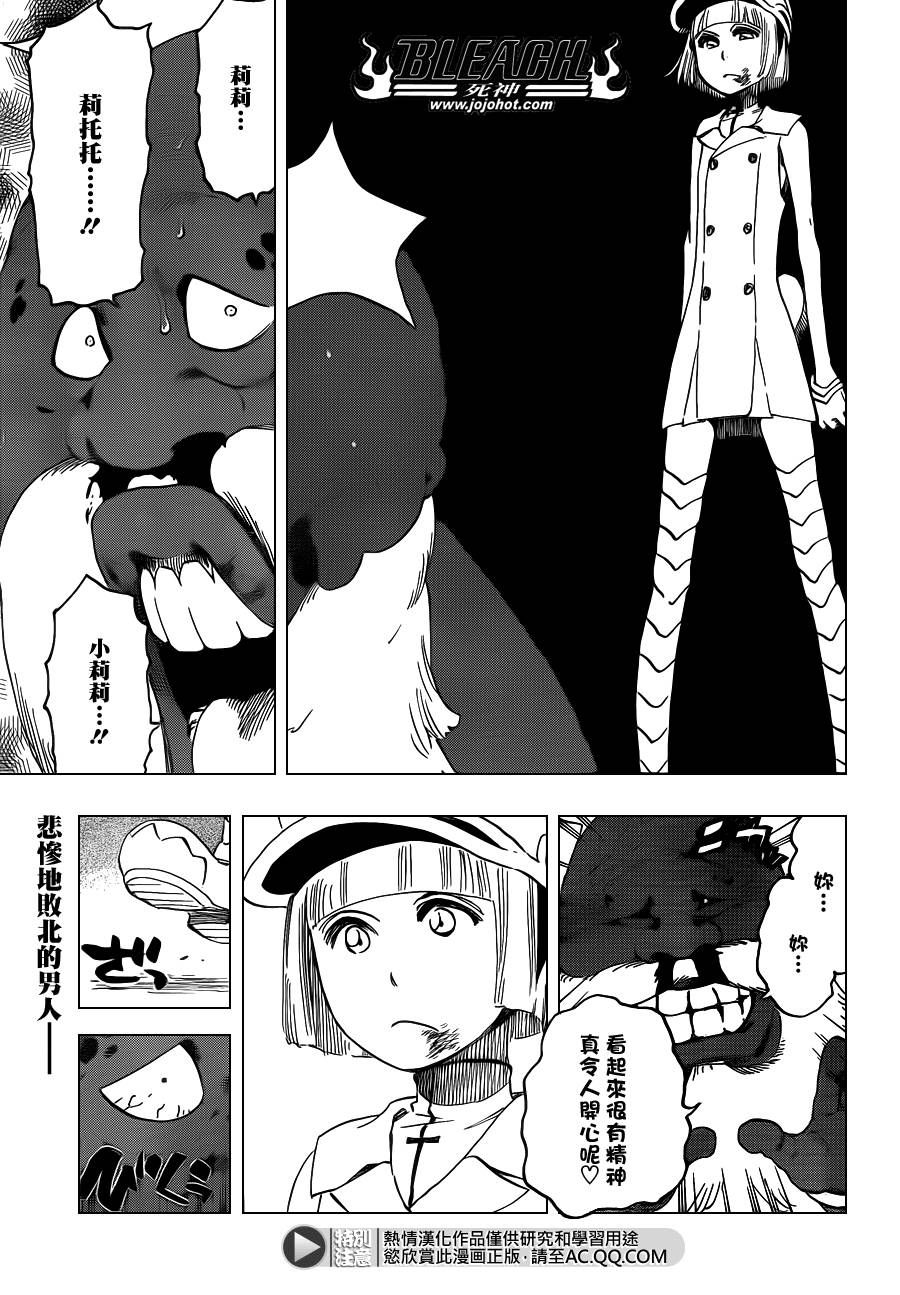 BLEACH
死神
www.jojohot.com
莉莉…
莉托托……!!
小莉莉…!!
妳…
妳…
看起來很有精神
真令人開心呢♡
ざっ
びくう
悲慘地敗北的男人——
特別
注意
熱情漢化作品僅供研究和學習用途
慾欣賞此漫画正版，請至AC.QQ.COM